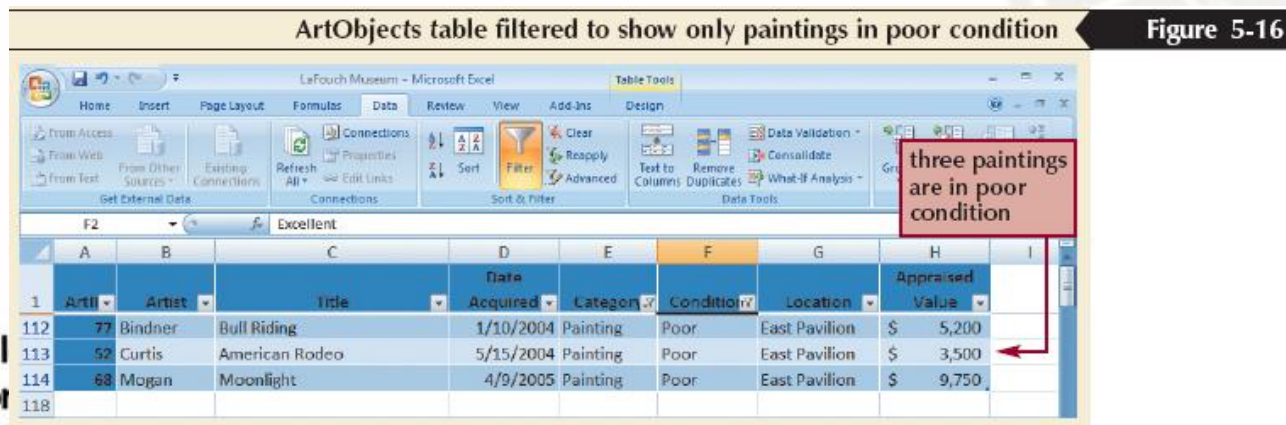 ArtObjects table filtered to show only paintings in poor condition
Figure 5-16
LaFouch Museum - Microsoft Excel
Table Tools
Home Insert Page Layout Formulas Data Review View Add-Ins Design
From Access
From Web
From Text
From Other Sources
Existing Connections
Get External Data
Refresh All
Connections
Properties
Edit Links
Connections
Sort
Filter
Clear
Reapply
Advanced
Sort & Filter
Text to Columns
Remove Duplicates
Data Validation
Consolidate
What-If Analysis
Data Tools
three paintings
are in poor
condition
F2 fx Excellent
A B C D E F G H I
1 ArtI Artist Title Date Acquired Categor Condition Location Appraised Value
112 77 Bindner Bull Riding 1/10/2004 Painting Poor East Pavilion $ 5,200
113 52 Curtis American Rodeo 5/15/2004 Painting Poor East Pavilion $ 3,500
114 68 Mogan Moonlight 4/9/2005 Painting Poor East Pavilion $ 9,750
118